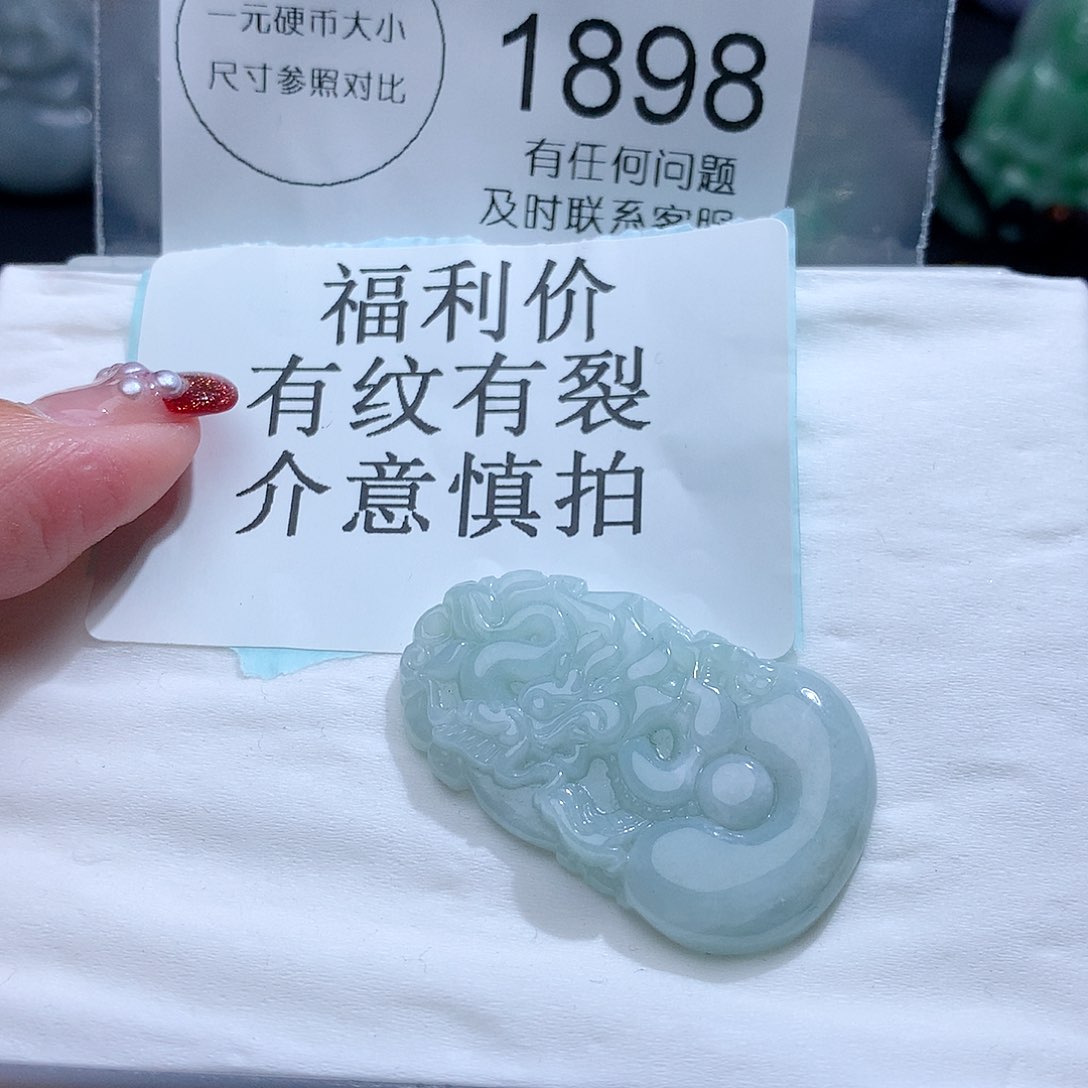 一元硬币大小
尺寸参照对比
1898
有任何问题
及时联系客服
福利价
有纹有裂
介意慎拍